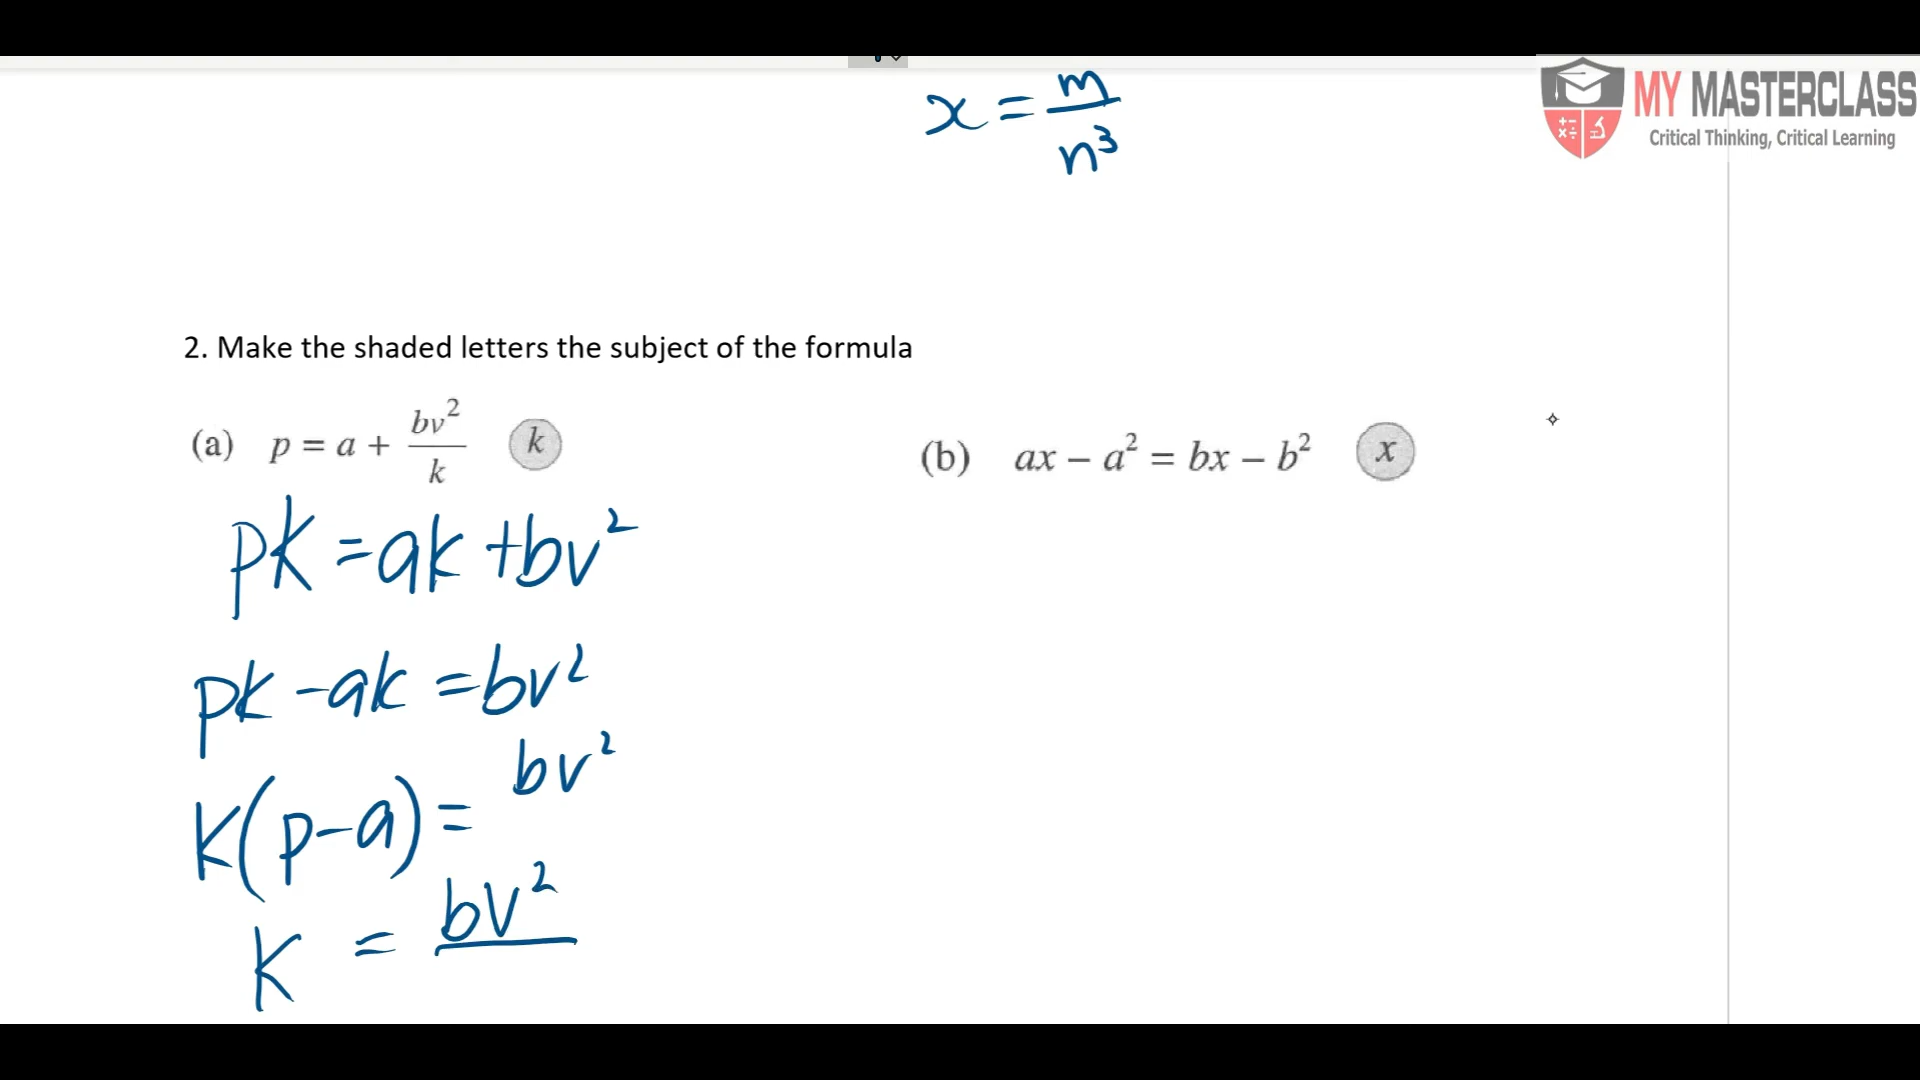 x = m/n³
MY MASTERCLASS
Critical Thinking, Critical Learning
2. Make the shaded letters the subject of the formula
(a) p = a + bv²/k k
(b) ax – a² = bx – b² x
pk = ak + bv²
pk - ak = bv²
k(p-a) = bv²
k = bv²